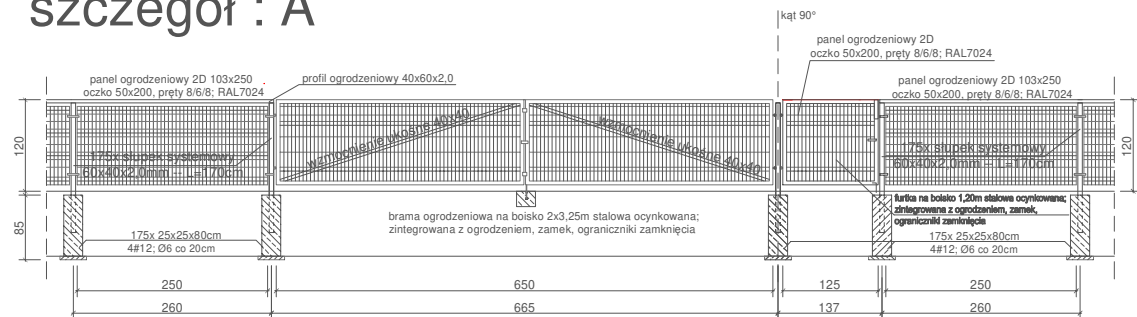 szczegół : A
kąt 90°
panel ogrodzeniowy 2D
oczko 50x200, pręty 8/6/8; RAL7024
panel ogrodzeniowy 2D 103x250
oczko 50x200, pręty 8/6/8; RAL7024
profil ogrodzeniowy 40x60x2,0
panel ogrodzeniowy 2D 103x250
oczko 50x200, pręty 8/6/8; RAL7024
120
175x słupek systemowy
60x40x2,0mm -- L=170cm
wzmocnienie ukośne 40x40
wzmocnienie ukośne 40x40
175x słupek systemowy
60x40x2,0mm -- L=170cm
120
85
175x 25x25x80cm
4#12; Ø6 co 20cm
brama ogrodzeniowa na boisko 2x3,25m stalowa ocynkowana;
zintegrowana z ogrodzeniem, zamek, ograniczniki zamknięcia
furtka na boisko 1,20m stalowa ocynkowana;
zintegrowana z ogrodzeniem, zamek,
ograniczniki zamknięcia
175x 25x25x80cm
4#12; Ø6 co 20cm
250
650
125
250
260
665
137
260